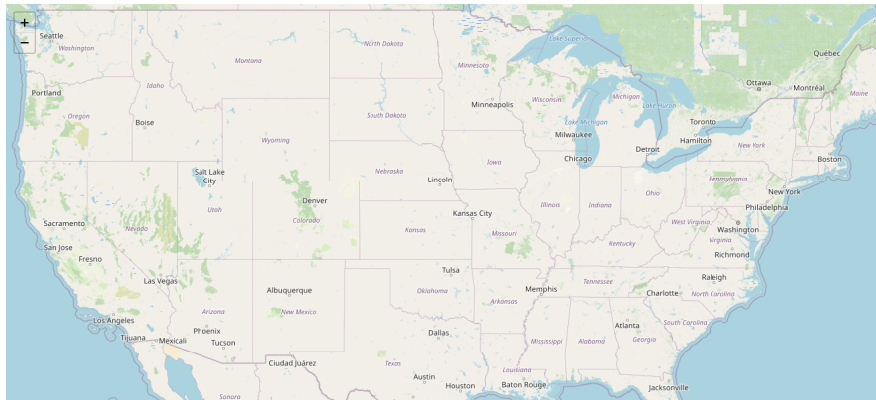 +
−
Seattle
Washington
Montana
North Dakota
Minnesota
Lake Superior
Québec
Ottawa
Montréal
Maine
Portland
Oregon
Idaho
Boise
Wyoming
South Dakota
Minneapolis
Wisconsin
Michigan
Lake Huron
Lake Michigan
Milwaukee
Toronto
Hamilton
Detroit
New York
Boston
Chicago
Salt Lake
City
Nebraska
Iowa
Lincoln
Utah
Denver
Colorado
Illinois
Indiana
Ohio
Pennsylvania
New York
Philadelphia
Sacramento
Nevada
Kansas City
Kansas
Missouri
West Virginia
Washington
Virginia
Kentucky
San Jose
Fresno
Richmond
Las Vegas
Tulsa
Raleigh
Albuquerque
Oklahoma
Memphis
Tennessee
Charlotte
North Carolina
Arkansas
Arizona
New Mexico
Los Angeles
Phoenix
Atlanta
South Carolina
Tijuana
Mexicali
Tucson
Dallas
Mississippi
Alabama
Georgia
Ciudad Juárez
Texas
Louisiana
Austin
Houston
Baton Rouge
Jacksonville
Sonora